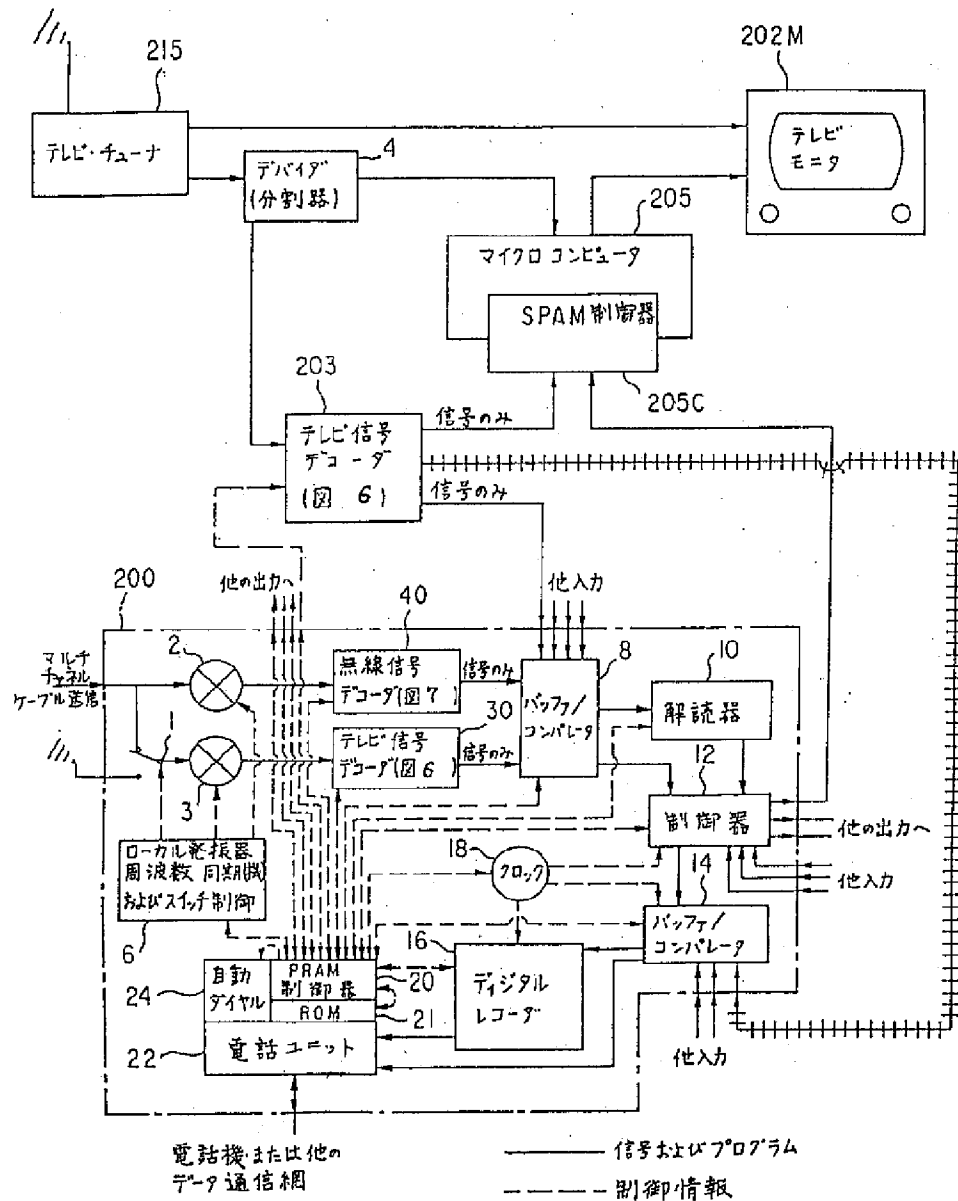 215
202M
テレビ・チューナ
4
デバイダ
(分割器)
テレビ
モニタ
205
マイクロコンピュータ
SPAM制御器
203
205C
テレビ信号
デコーダ
(図 6)
信号のみ
信号のみ
他の出力へ
200
40
他入力
マルチ
チャネル
ケーブル送信
2
無線信号
デコーダ(図7)
信号のみ
8
10
バッファ/
コンパレータ
解読器
1
30
テレビ信号
デコーダ(図6)
信号のみ
12
3
制御器
他の出力へ
ローカル発振器
周波数同期機
およびスイッチ制御
18
クロック
14
他入力
バッファ/
コンパレータ
6
16
24
自動
ダイヤル
PRAM
制御器
20
ディジタル
レコーダ
ROM
21
22
電話ユニット
他入力
電話機または他の
データ通信網
信号およびプログラム
制御情報